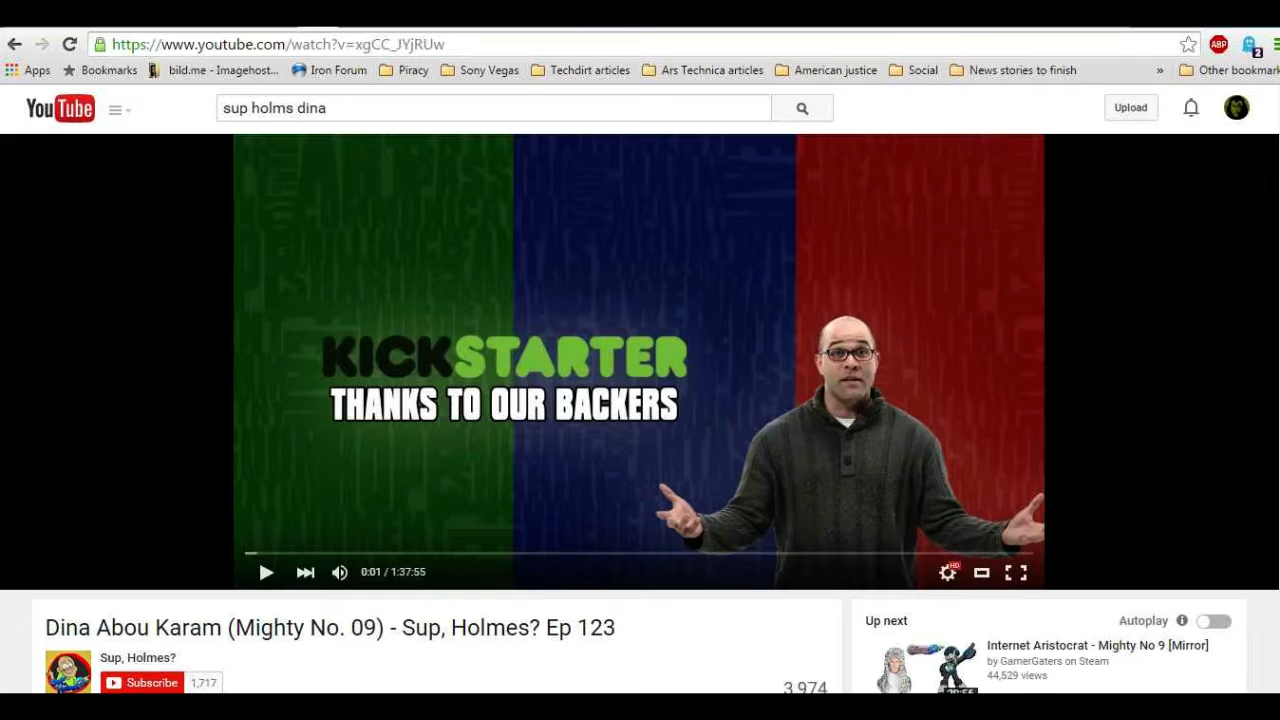 https://www.youtube.com/watch?v=xgCC_JYjRUw
ABP
2
Apps
Bookmarks
bild.me - Imagehost...
Iron Forum
Piracy
Sony Vegas
Techdirt articles
Ars Technica articles
American justice
Social
News stories to finish
»
Other bookmark
YouTube
sup holms dina
Upload
KICKSTARTER
THANKS TO OUR BACKERS
0:01 / 1:37:55
HD
Dina Abou Karam (Mighty No. 09) - Sup, Holmes? Ep 123
Sup, Holmes?
Subscribe
1,717
3,974
Up next
Autoplay
Internet Aristocrat - Mighty No 9 [Mirror]
by GamerGaters on Steam
44,529 views